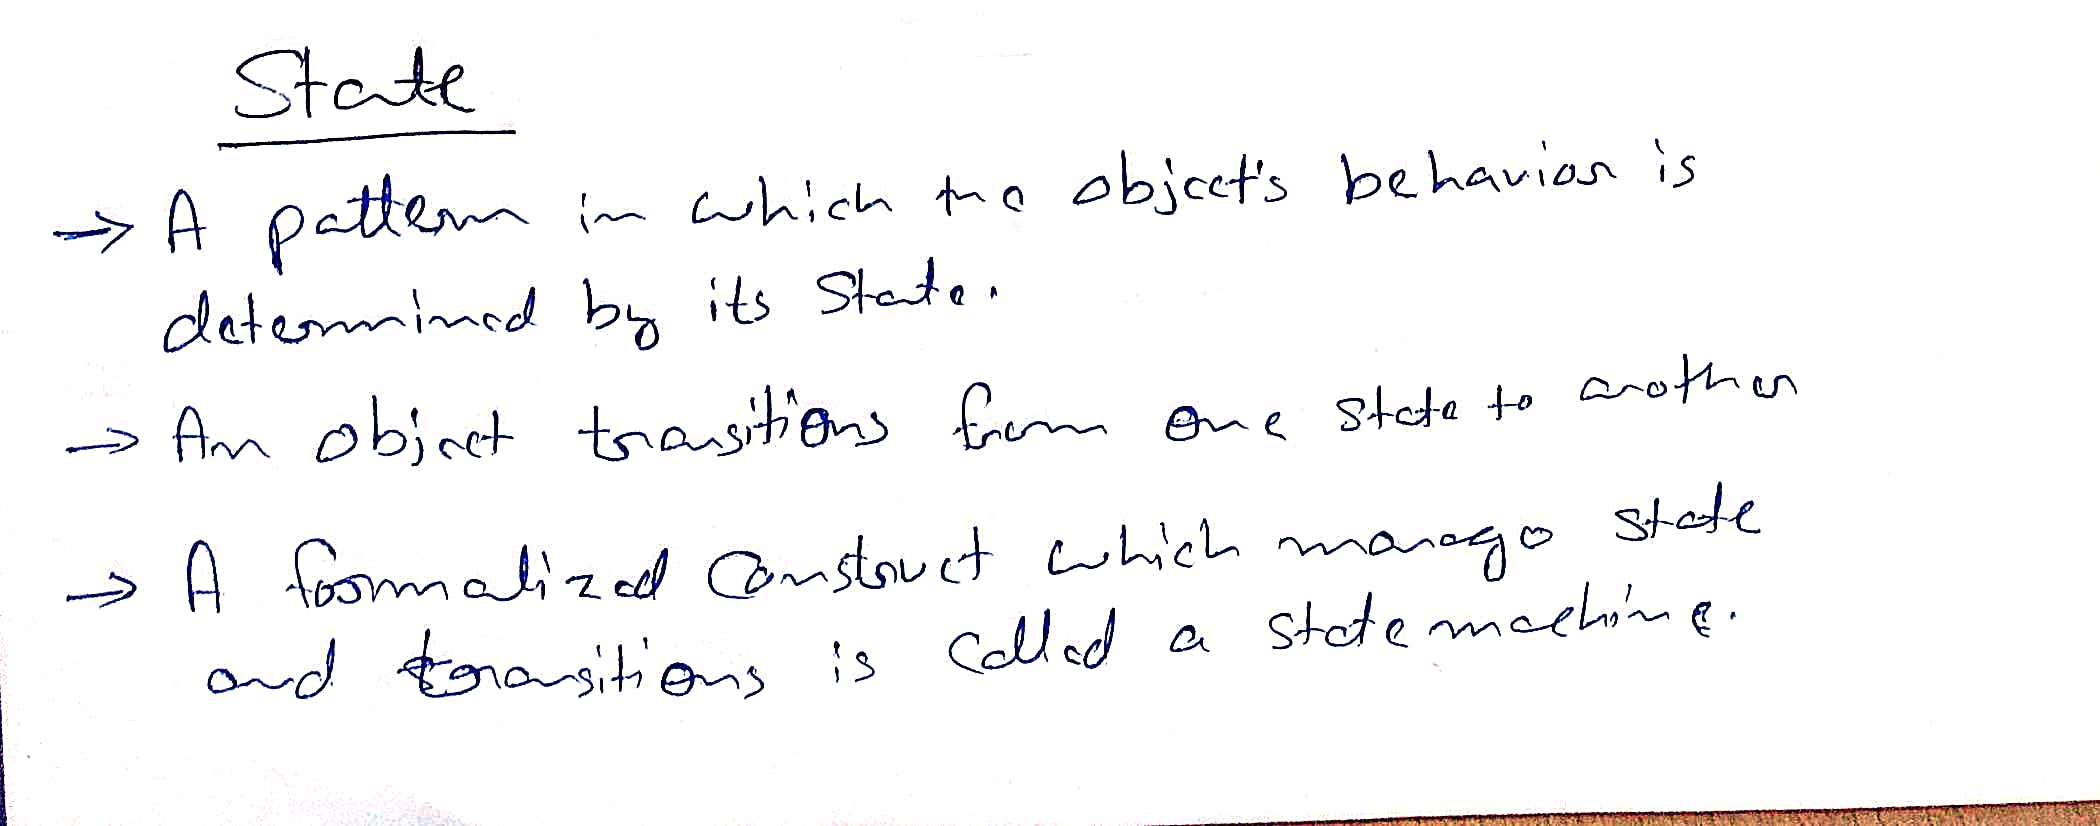 State
→ A pattern in which the object's behavior is
determined by its state.
→ An object transitions from one state to another
→ A formalized construct which manage state
and transitions is called a state machine.